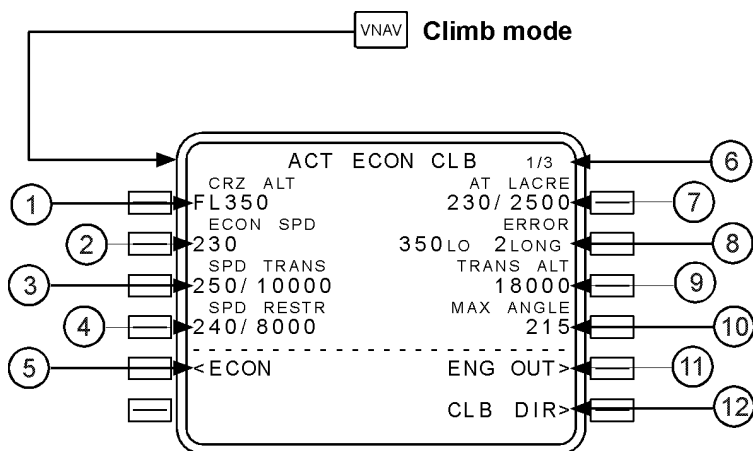 VNAV Climb mode
ACT ECON CLB 1/3 6
CRZ ALT AT LACRE
1 FL350 230/ 2500 7
ECON SPD ERROR
2 230 350LO 2LONG 8
SPD TRANS TRANS ALT
3 250/ 10000 18000 9
SPD RESTR MAX ANGLE
4 240/ 8000 215 10
5 <ECON ENG OUT> 11
CLB DIR> 12